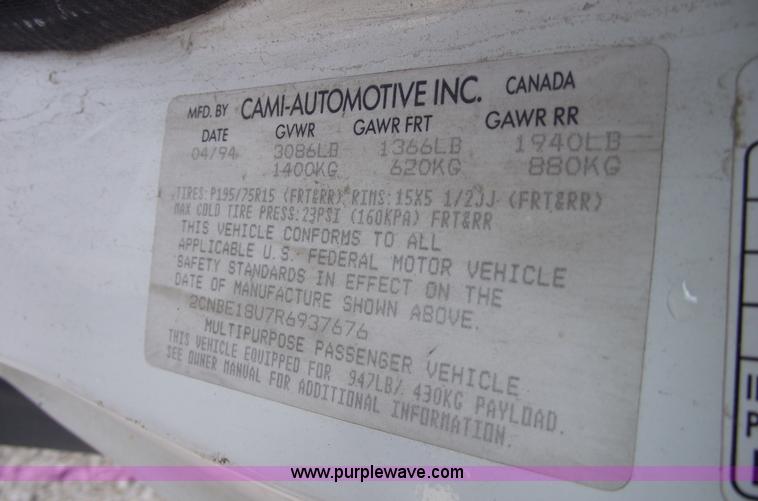 MFD. BY CAMI-AUTOMOTIVE INC. CANADA
DATE GVWR GAWR FRT GAWR RR
04/94 3086LB 1366LB 1940LB
1400KG 620KG 880KG
TIRES:P195/75R15 (FRT&RR) RIMS:15X5 1/2JJ (FRT&RR)
MAX COLD TIRE PRESS:23PSI (160KPA) FRT&RR
THIS VEHICLE CONFORMS TO ALL
APPLICABLE U.S. FEDERAL MOTOR VEHICLE
SAFETY STANDARDS IN EFFECT ON THE
DATE OF MANUFACTURE SHOWN ABOVE.
2CNBE18U7R6937676
MULTIPURPOSE PASSENGER VEHICLE
THIS VEHICLE EQUIPPED FOR 947LB/ 430KG PAYLOAD.
SEE OWNER MANUAL FOR ADDITIONAL INFORMATION.
www.purplewave.com